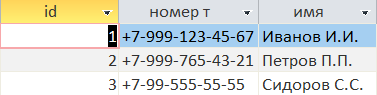 id номер т имя
1 +7-999-123-45-67 Иванов И.И.
2 +7-999-765-43-21 Петров П.П.
3 +7-99-555-55-55 Сидоров С.С.